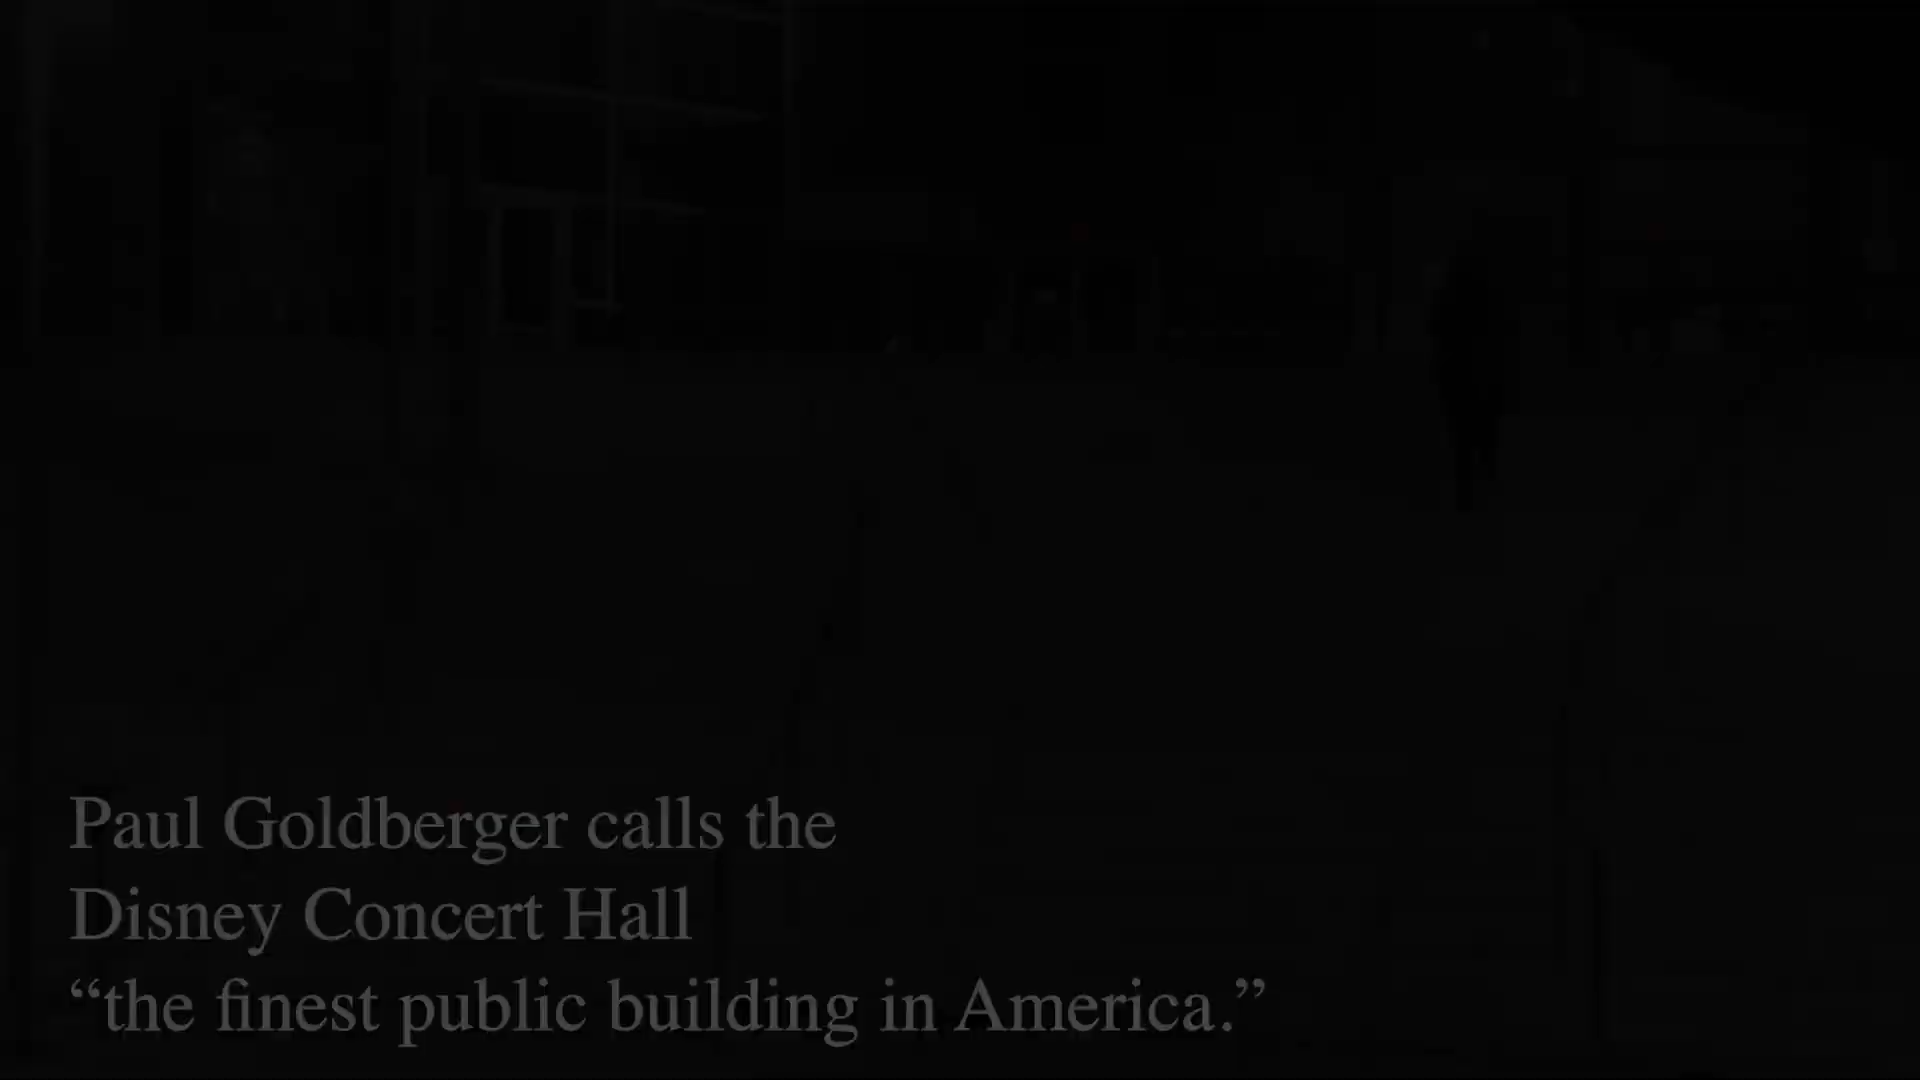 Paul Goldberger calls the
Disney Concert Hall
“the finest public building in America.”